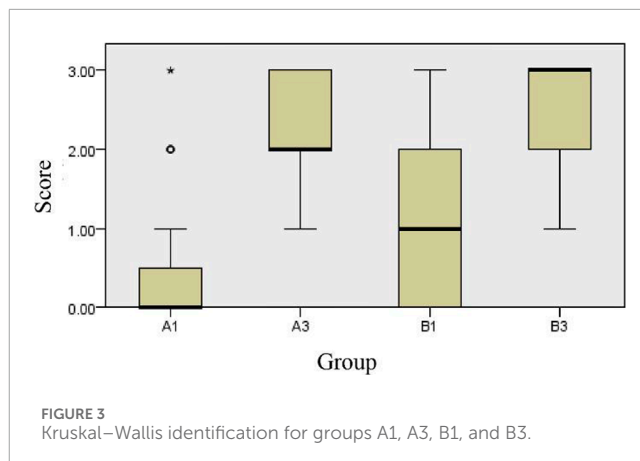 3.00
2.00
1.00
0.00
Score
A1 A3 B1 B3
Group
FIGURE 3
Kruskal–Wallis identification for groups A1, A3, B1, and B3.